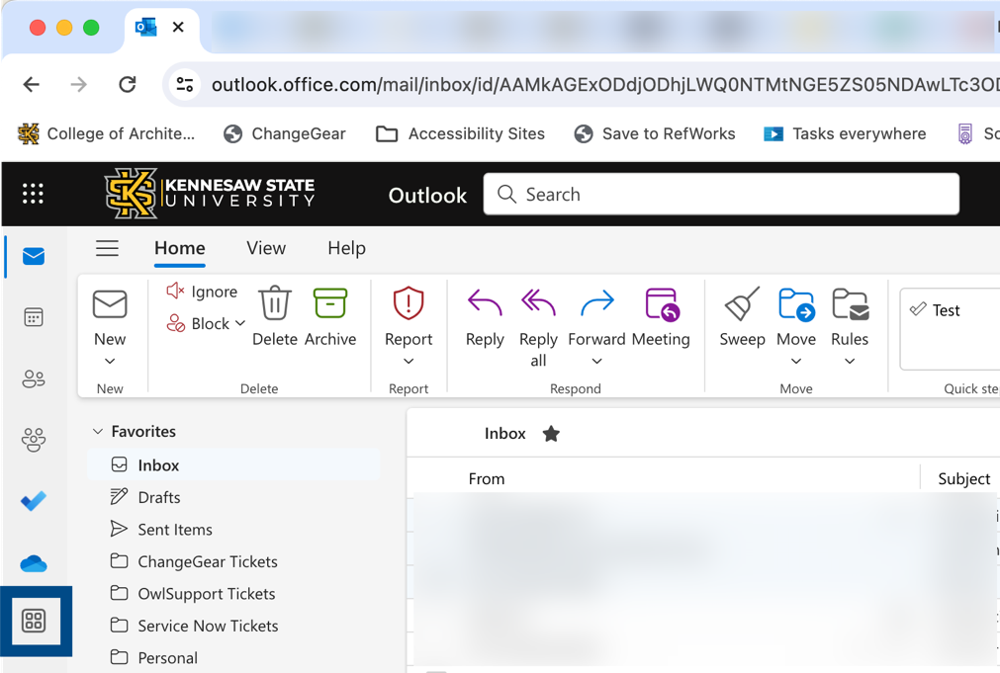 outlook.office.com/mail/inbox/id/AAMkAGExODdjODhjLWQ0NTMtNGE5ZS05NDAwLTc3OD
College of Archite... ChangeGear Accessibility Sites Save to RefWorks Tasks everywhere Sc
KENNESAW STATE
UNIVERSITY
Outlook Search
Home View Help
New
Ignore
Block
Delete Archive
Report
Reply Reply all Forward Meeting
Sweep Move Rules
Test
New Delete Report Respond Move Quick ste
Favorites
Inbox
Drafts
Sent Items
ChangeGear Tickets
OwlSupport Tickets
Service Now Tickets
Personal
Inbox
From Subject